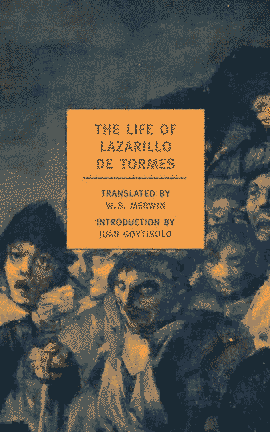 THE LIFE OF
LAZARILLO
DE TORMES
TRANSLATED BY
W. S. MERWIN
INTRODUCTION BY
JUAN GOYTISOLO